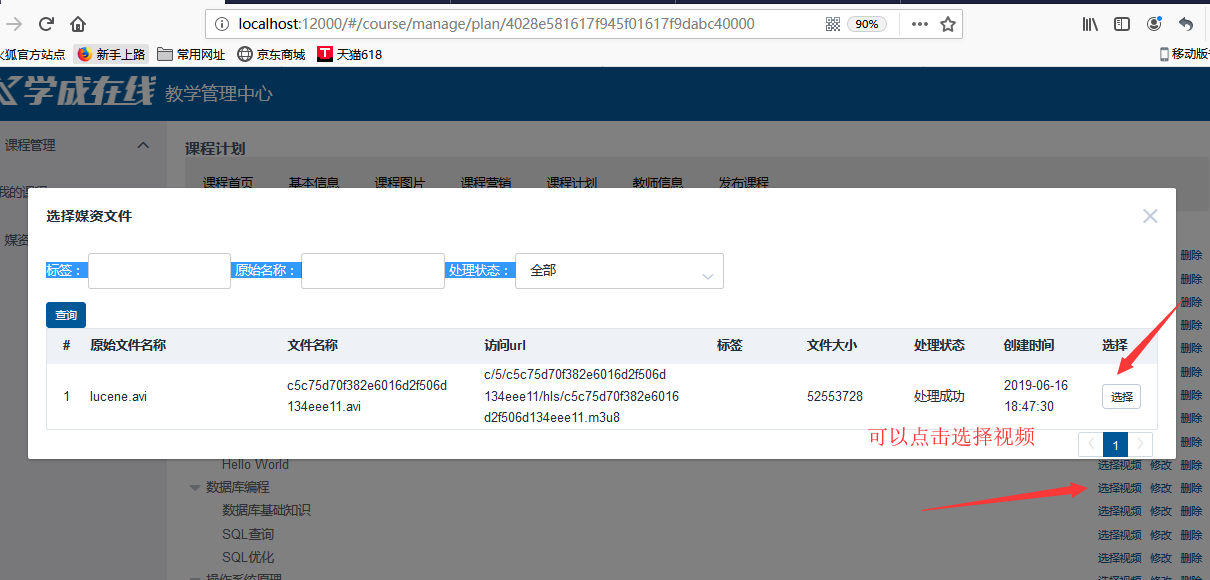 localhost:12000/#/course/manage/plan/4028e581617f945f01617f9dabc40000
90%
火狐官方站点 新手上路 常用网址 京东商城 T 天猫618 移动版
学成在线 教学管理中心
课程管理
课程计划
我的课程
课程首页 基本信息 课程图片 课程营销 课程计划 教师信息 发布课程
媒资
选择媒资文件
标签： 原始名称： 处理状态： 全部
查询
# 原始文件名称 文件名称 访问url 标签 文件大小 处理状态 创建时间 选择
1 lucene.avi c5c75d70f382e6016d2f506d134eee11.avi c/5/c5c75d70f382e6016d2f506d 52553728 处理成功 2019-06-16 18:47:30 选择
134eee11/hls/c5c75d70f382e6016
d2f506d134eee11.m3u8
可以点击选择视频
1
删除
删除
删除
删除
删除
删除
删除
删除
删除
Hello World 选择视频 修改 删除
数据库编程 选择视频 修改 删除
数据库基础知识 选择视频 修改 删除
SQL查询 选择视频 修改 删除
SQL优化 选择视频 修改 删除
操作系统原理 选择视频 修改 删除